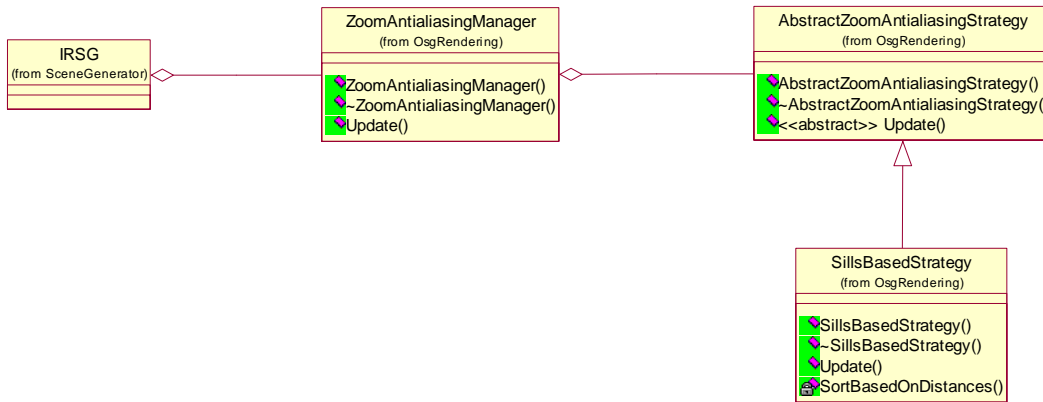 IRSG
(from SceneGenerator)
ZoomAntialiasingManager
(from OsgRendering)
ZoomAntialiasingManager()
~ZoomAntialiasingManager()
Update()
AbstractZoomAntialiasingStrategy
(from OsgRendering)
AbstractZoomAntialiasingStrategy()
~AbstractZoomAntialiasingStrategy()
<<abstract>> Update()
SillsBasedStrategy
(from OsgRendering)
SillsBasedStrategy()
~SillsBasedStrategy()
Update()
SortBasedOnDistances()